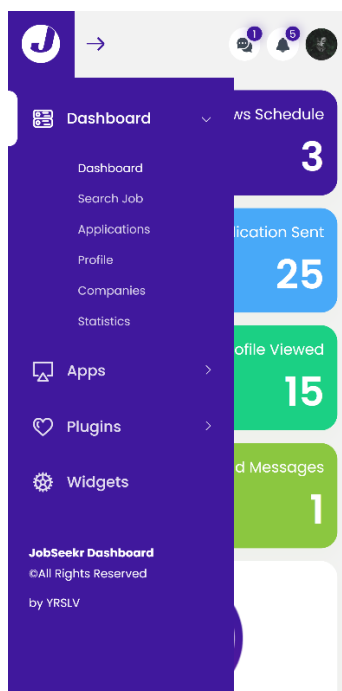 J
1
5
Dashboard
ws Schedule
3
Dashboard
Search Job
Applications
Profile
Companies
Statistics
lication Sent
25
Apps
ofile Viewed
15
Plugins
Widgets
d Messages
1
JobSeekr Dashboard
©All Rights Reserved
by YRSLV